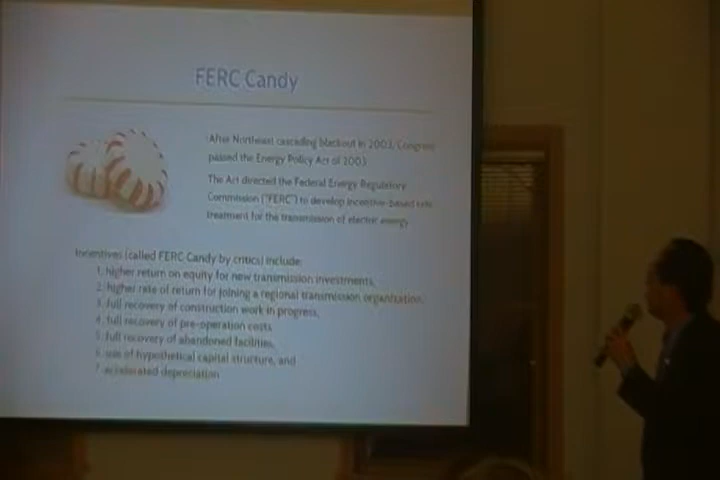 FERC Candy
After Northeast cascading blackout in 2003, Congress
passed the Energy Policy Act of 2003
The Act directed the Federal Energy Regulatory
Commission ("FERC") to develop incentive-based rate
treatment for the transmission of electric energy
Incentives (called FERC Candy by critics) include:
1. higher return on equity for new transmission investments,
2. higher rate of return for joining a regional transmission organization,
3. full recovery of construction work in progress,
4. full recovery of pre-operation costs
5. full recovery of abandoned facilities,
6. use of hypothetical capital structure, and
7. accelerated depreciation